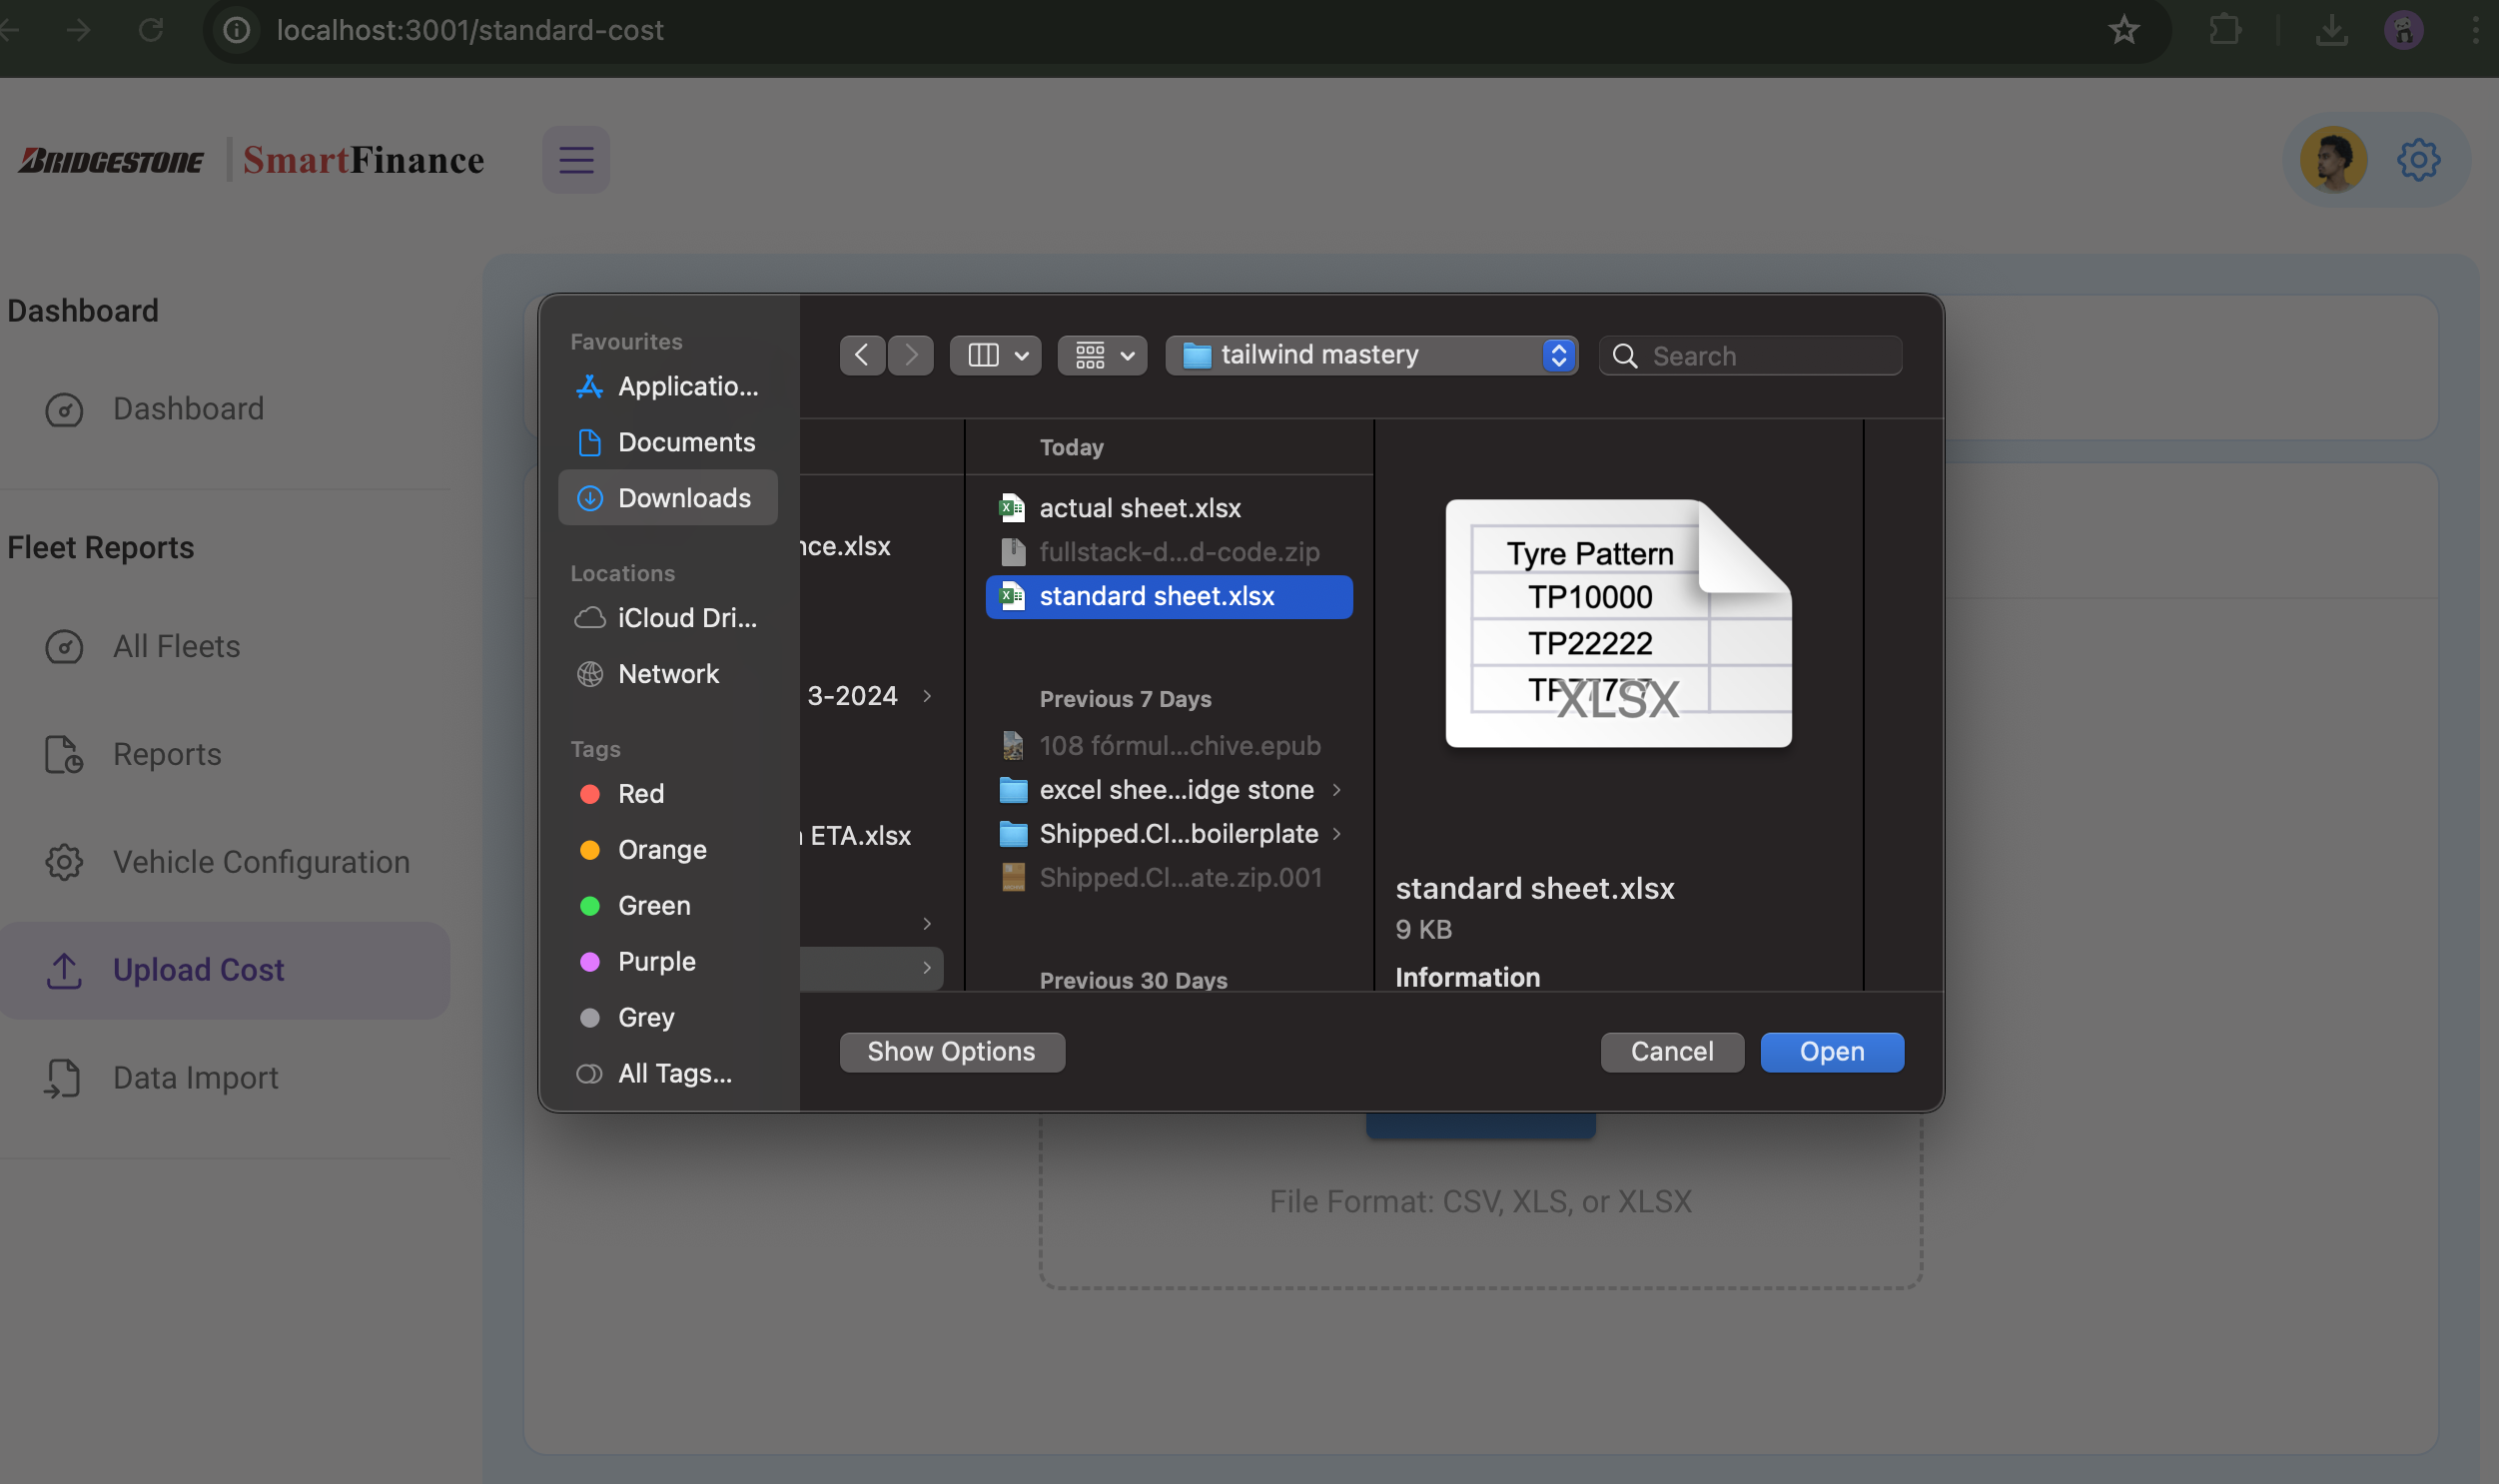 localhost:3001/standard-cost
BRIDGESTONE
SmartFinance
Dashboard
Dashboard
Fleet Reports
All Fleets
Reports
Vehicle Configuration
Upload Cost
Data Import
Favourites
Applicatio...
Documents
Downloads
Locations
iCloud Dri...
Network
Tags
Red
Orange
Green
Purple
Grey
All Tags...
tailwind mastery
Search
nce.xlsx
3-2024
ETA.xlsx
Today
actual sheet.xlsx
fullstack-d...d-code.zip
standard sheet.xlsx
Previous 7 Days
108 fórmul...chive.epub
excel shee...idge stone
Shipped.Cl...boilerplate
Shipped.Cl...ate.zip.001
Previous 30 Days
Tyre Pattern
TP10000
TP22222
TP77777
XLSX
standard sheet.xlsx
9 KB
Information
Show Options
Cancel
Open
File Format: CSV, XLS, or XLSX